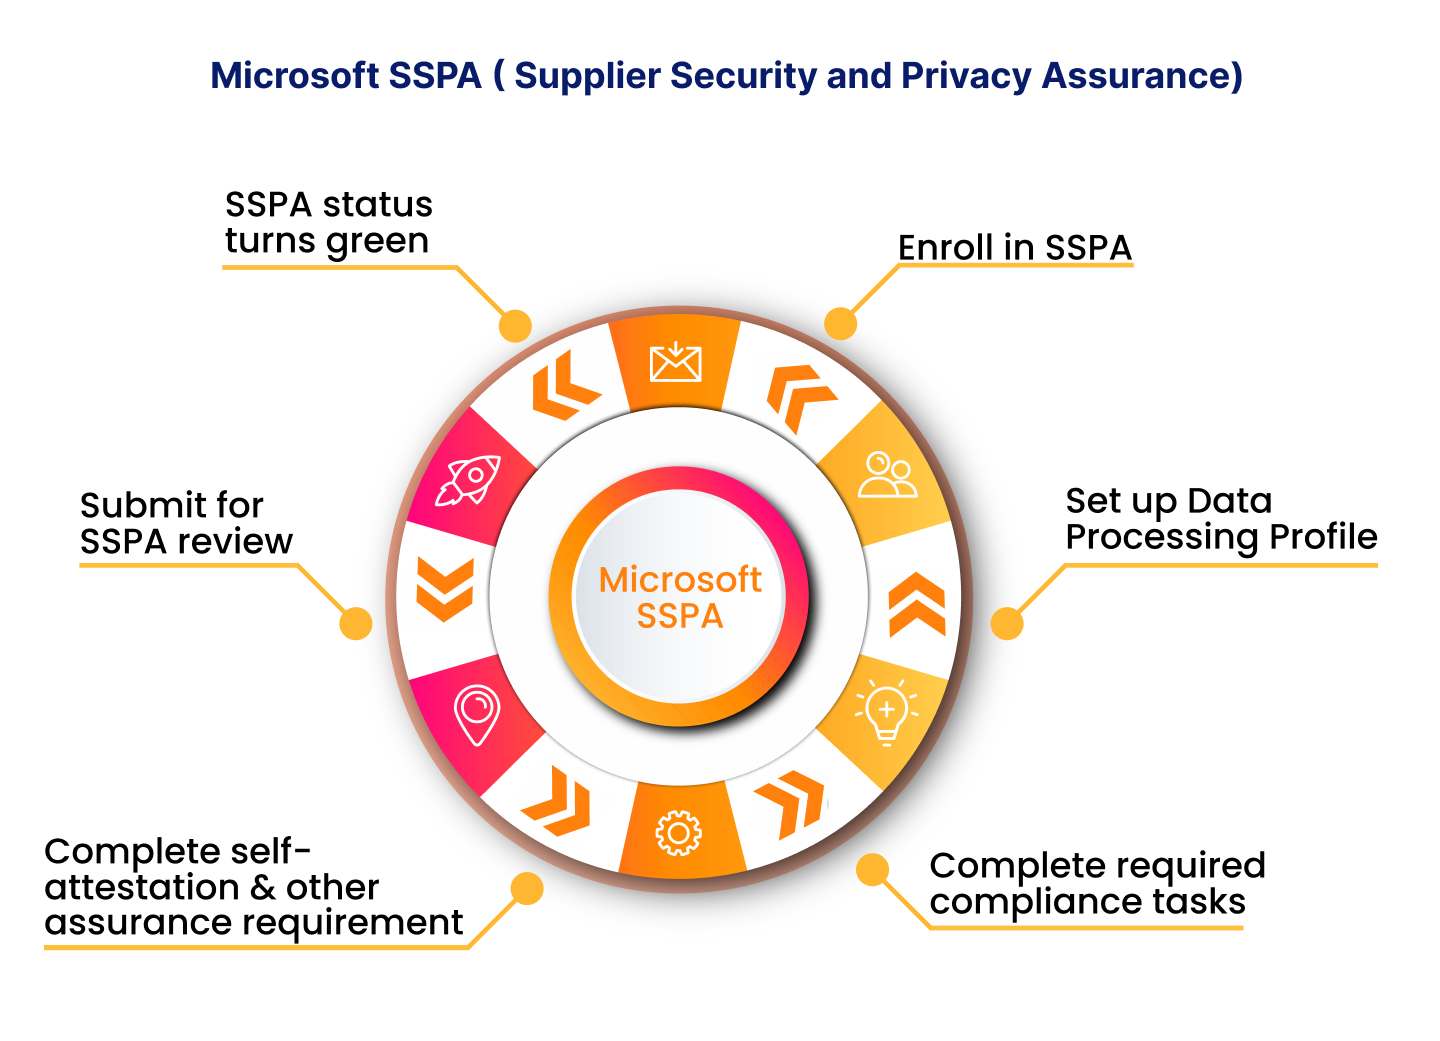 Microsoft SSPA ( Supplier Security and Privacy Assurance)
SSPA status
turns green
Enroll in SSPA
Submit for
SSPA review
Set up Data
Processing Profile
Microsoft
SSPA
Complete self-
attestation & other
assurance requirement
Complete required
compliance tasks